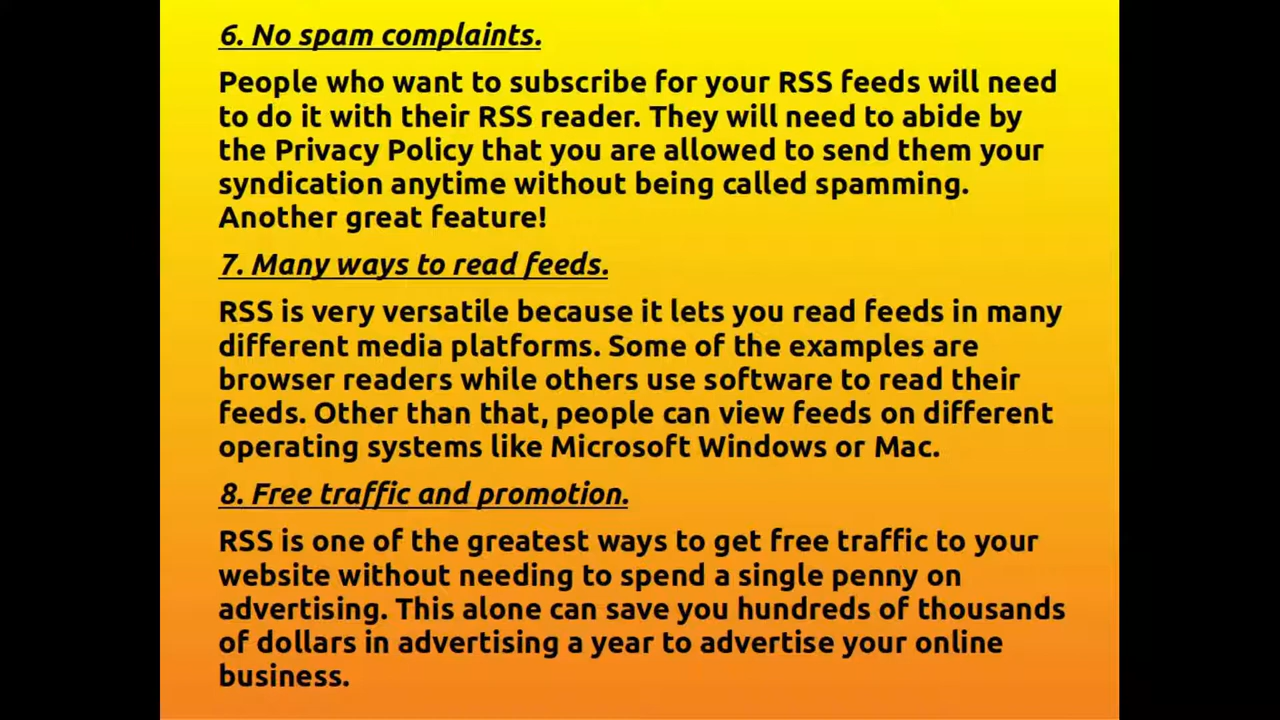 6. No spam complaints.
People who want to subscribe for your RSS feeds will need
to do it with their RSS reader. They will need to abide by
the Privacy Policy that you are allowed to send them your
syndication anytime without being called spamming.
Another great feature!
7. Many ways to read feeds.
RSS is very versatile because it lets you read feeds in many
different media platforms. Some of the examples are
browser readers while others use software to read their
feeds. Other than that, people can view feeds on different
operating systems like Microsoft Windows or Mac.
8. Free traffic and promotion.
RSS is one of the greatest ways to get free traffic to your
website without needing to spend a single penny on
advertising. This alone can save you hundreds of thousands
of dollars in advertising a year to advertise your online
business.